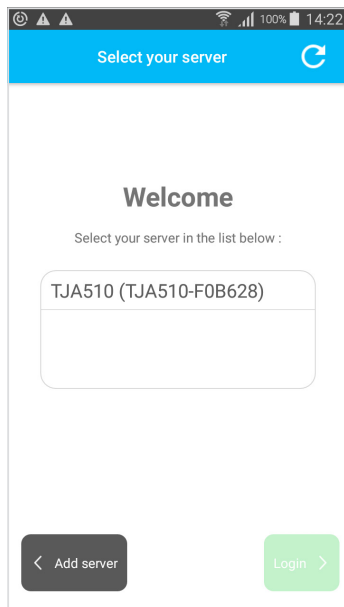 100% 14:22
Select your server
Welcome
Select your server in the list below :
TJA510 (TJA510-F0B628)
Add server
Login